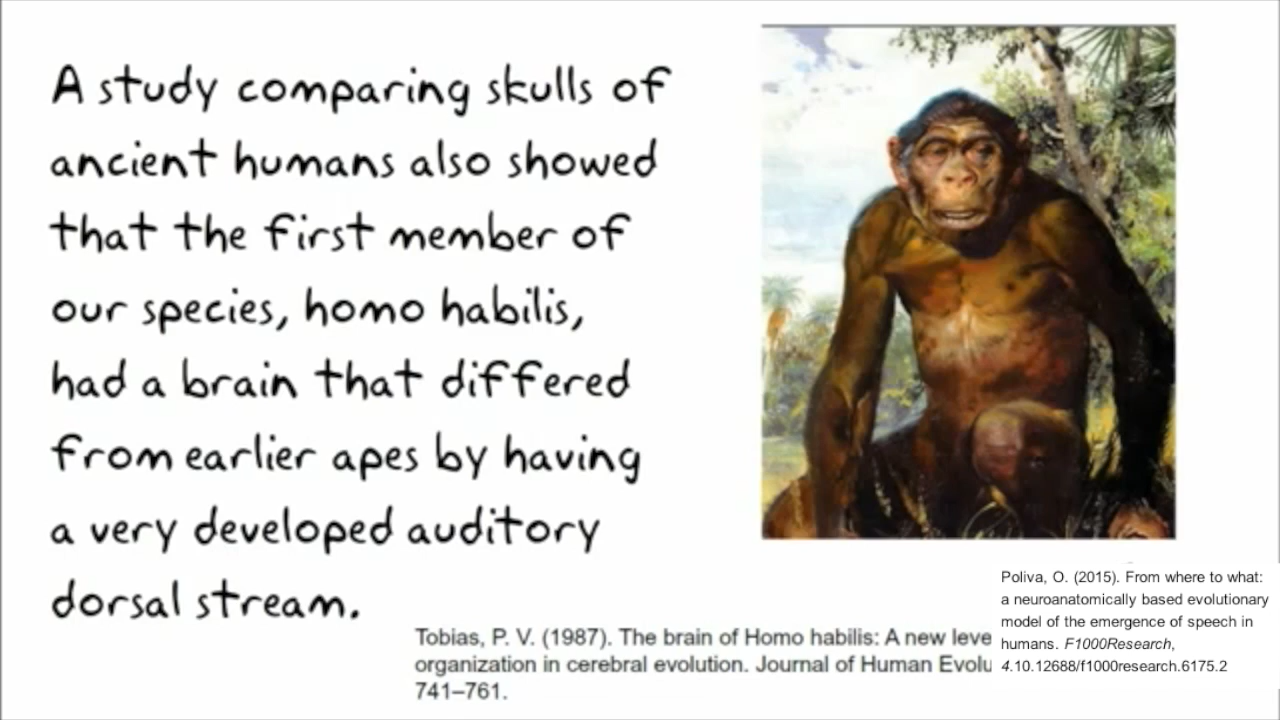 A study comparing skulls of
ancient humans also showed
that the first member of
our species, homo habilis,
had a brain that differed
from earlier apes by having
a very developed auditory
dorsal stream.
Tobias, P. V. (1987). The brain of Homo habilis: A new leve
organization in cerebral evolution. Journal of Human Evolu
741–761.
Poliva, O. (2015). From where to what:
a neuroanatomically based evolutionary
model of the emergence of speech in
humans. F1000Research,
4.10.12688/f1000research.6175.2